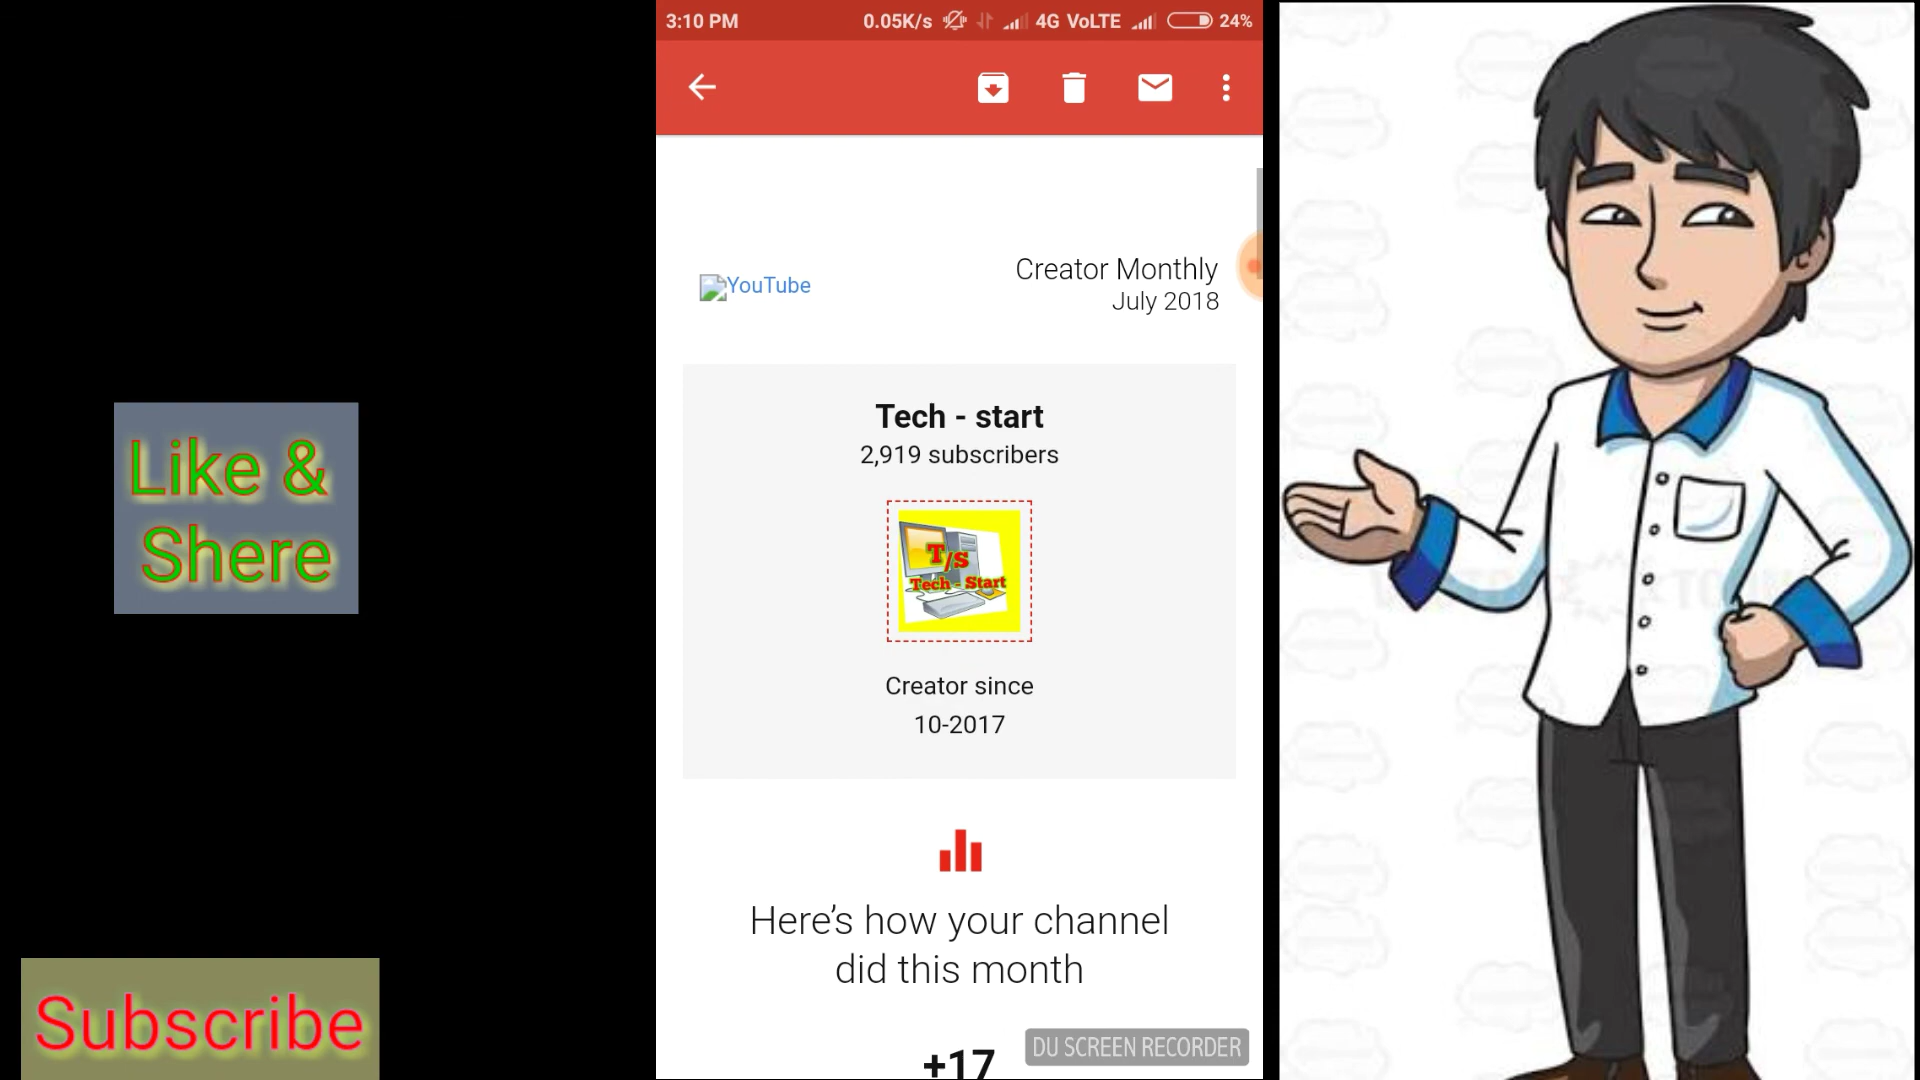 3:10 PM
0.05K/s 4G VoLTE 24%
YouTube
Creator Monthly
July 2018
Tech - start
2,919 subscribers
T/S
Tech - Start
Creator since
10-2017
Here’s how your channel
did this month
+17
DU SCREEN RECORDER
Like &
Shere
Subscribe